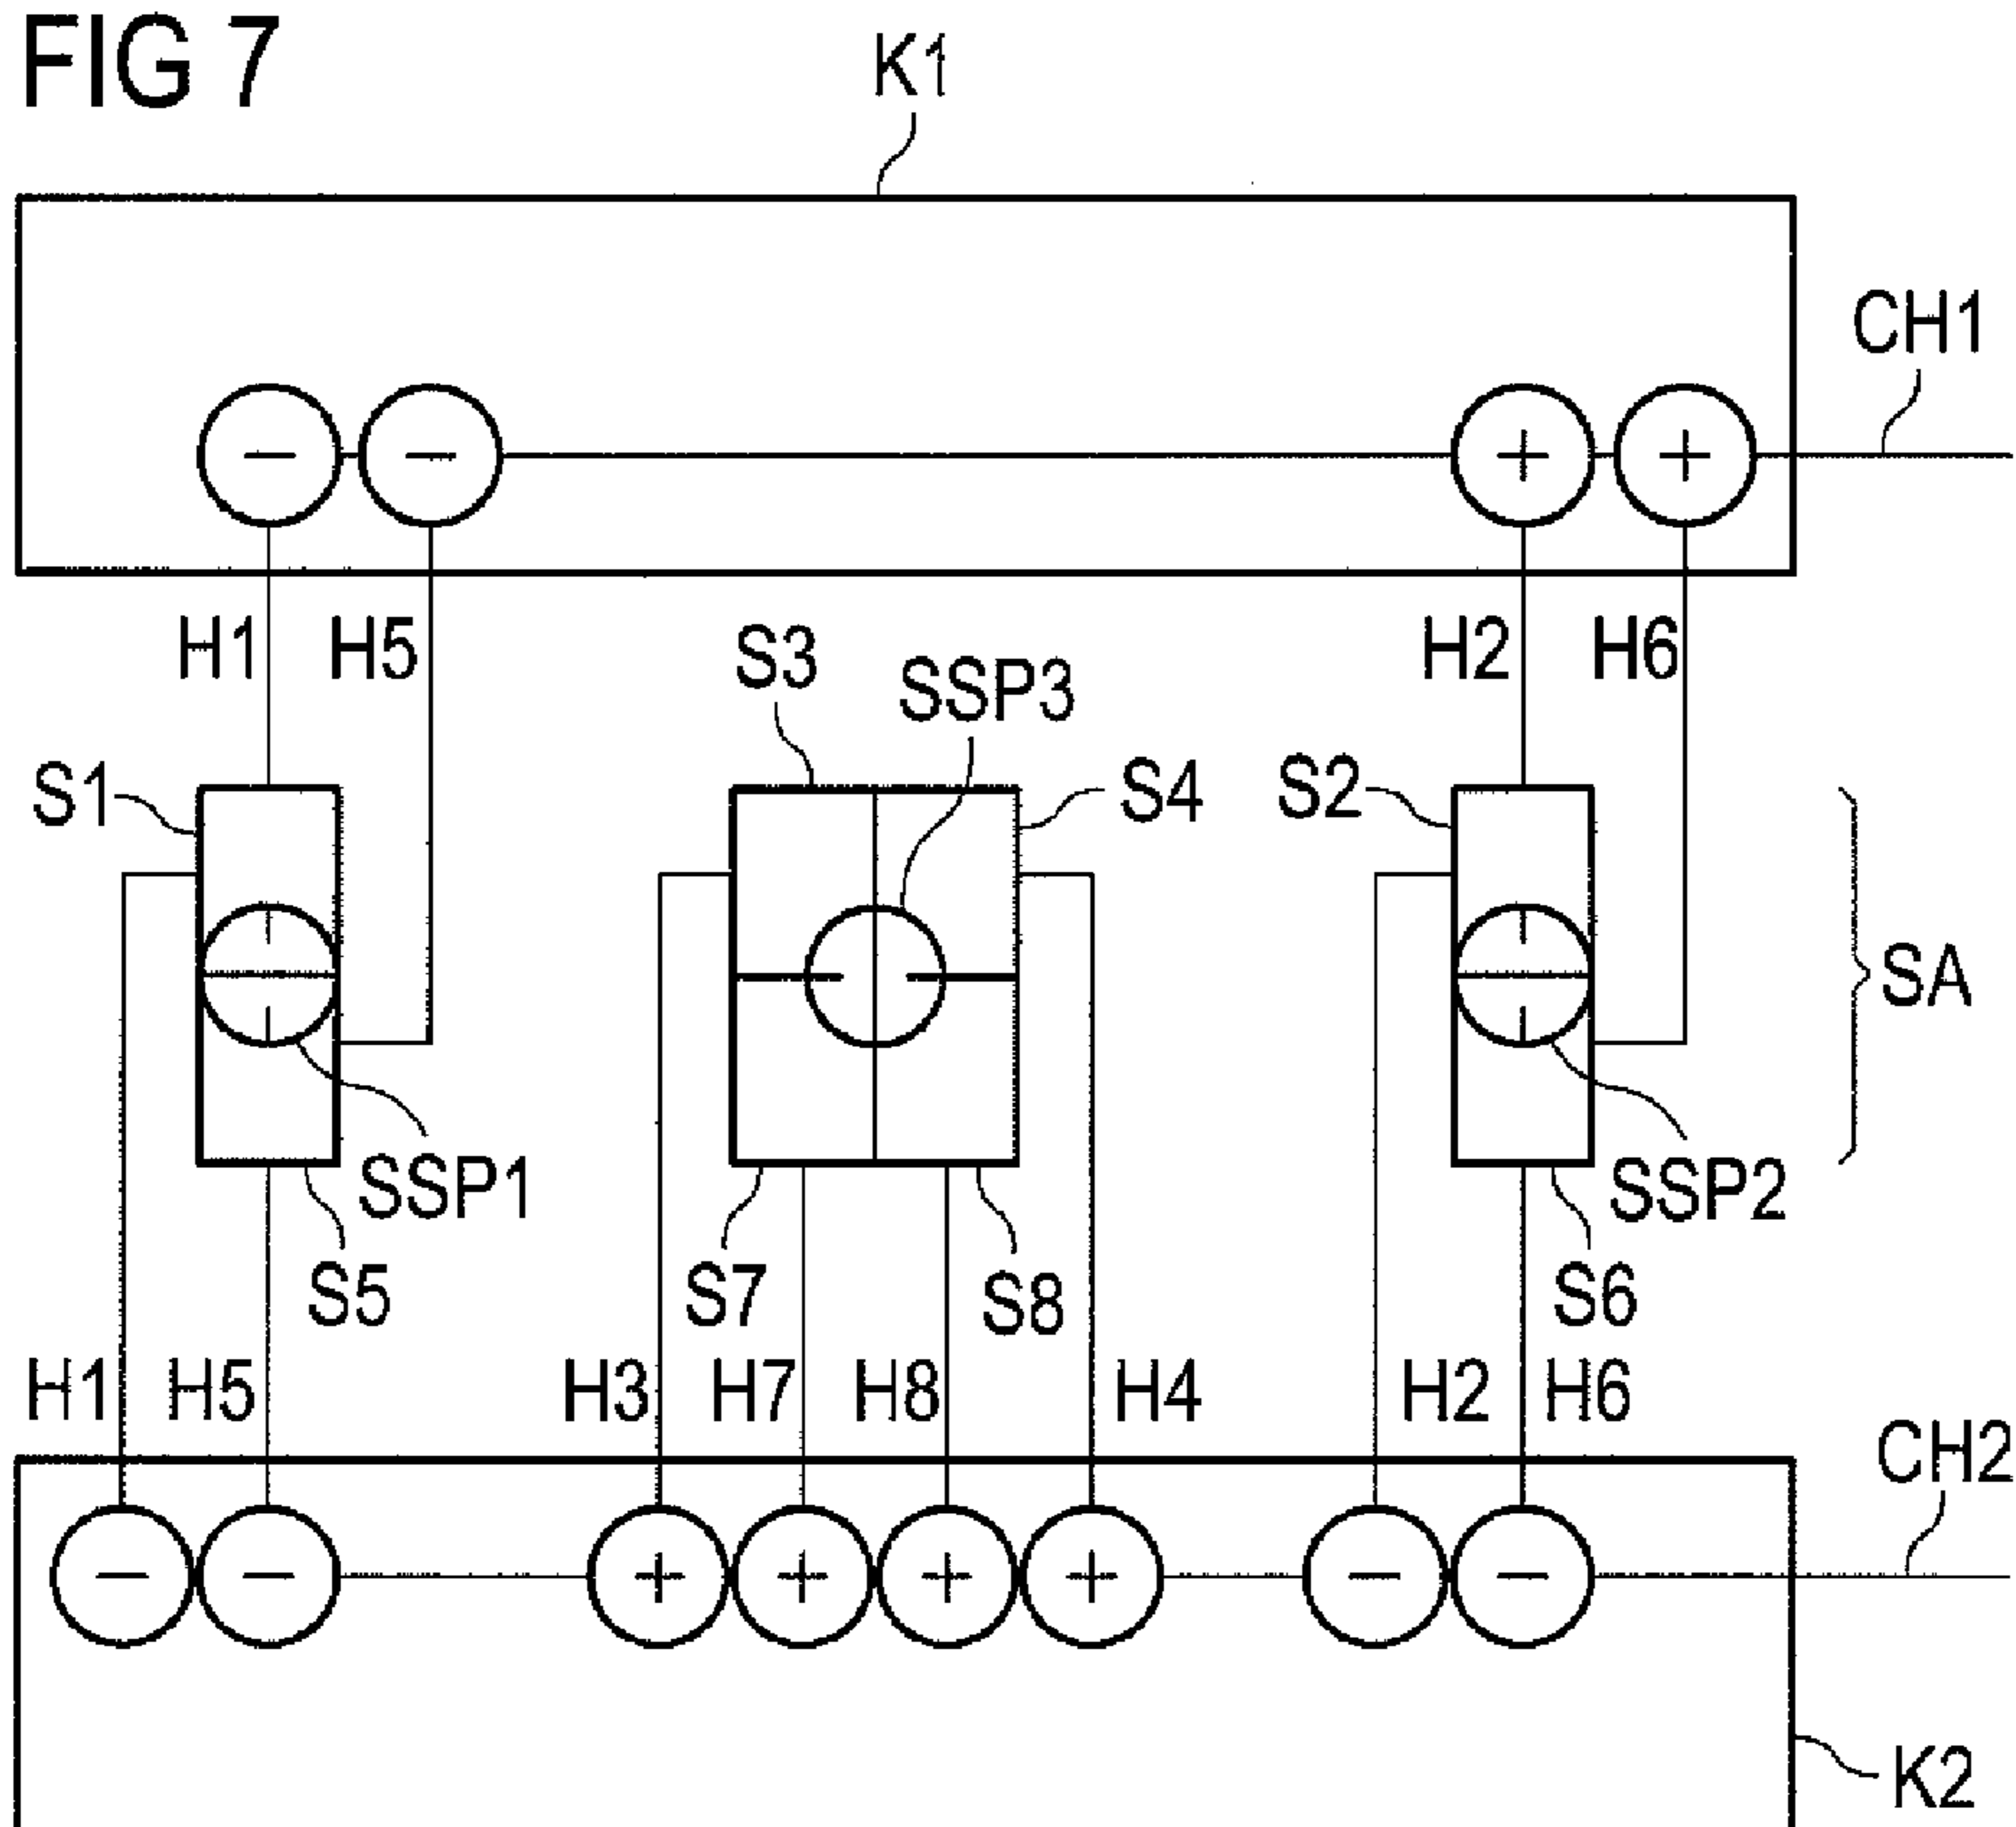 FIG 7
K1
− − + +
CH1
H1 H5 H2 H6
S3
SSP3
S1 S4 S2
SA
SSP1 SSP2
S5 S7 S8 S6
H1 H5 H3 H7 H8 H4 H2 H6
CH2
− − + + + + − −
K2